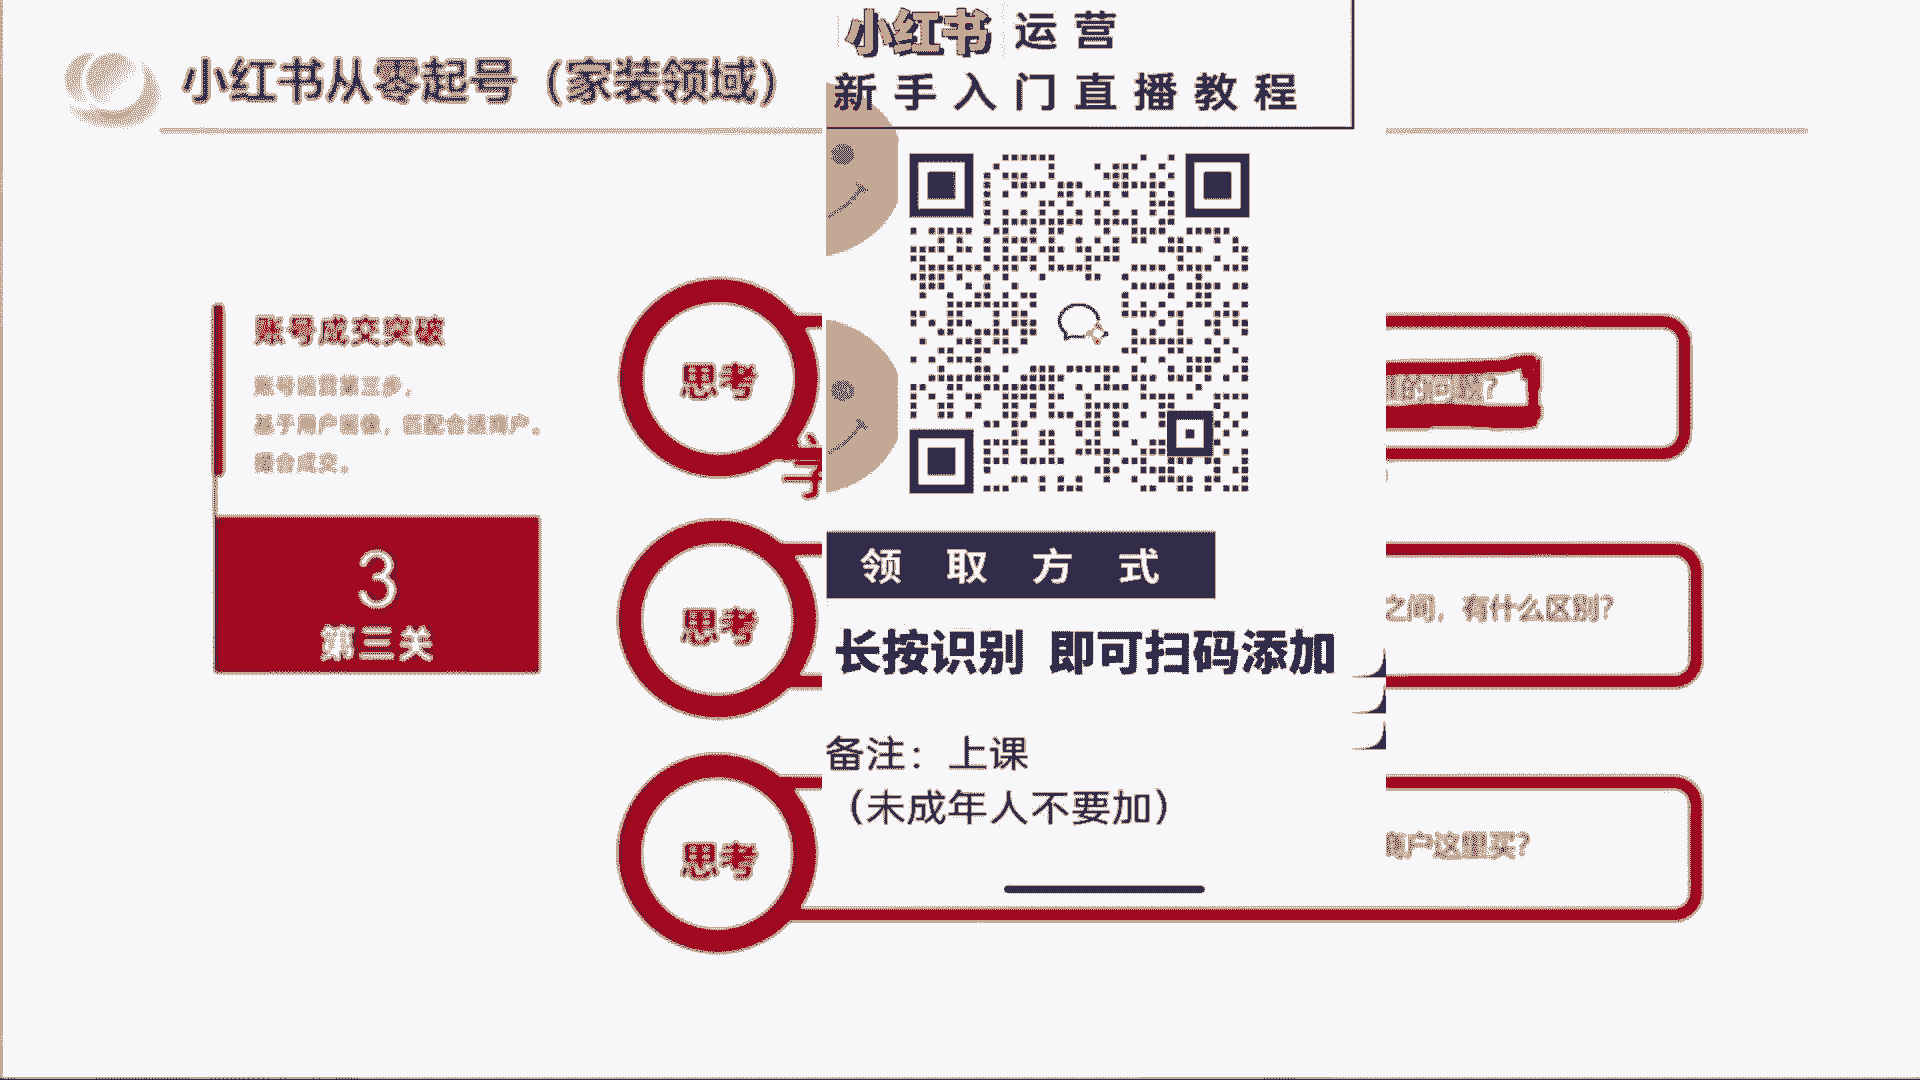 小红书从零起号（家装领域）
账号成交突破
账号运营第三步，
基于用户画像，匹配合适商户。
撮合成交。
3
第三关
思考
的问题？
思考
之间，有什么区别？
思考
商户这里买？
小红书 运营
新手入门直播教程
领取方式
长按识别 即可扫码添加
备注：上课
（未成年人不要加）